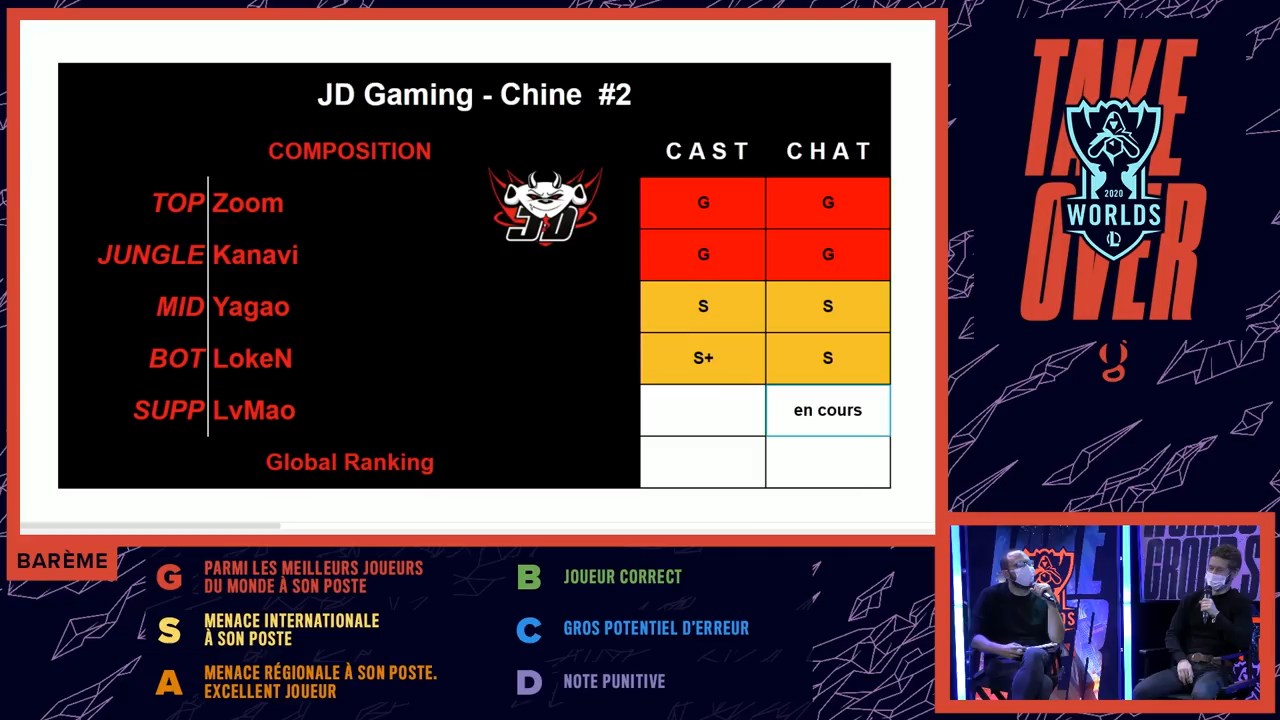 JD Gaming - Chine #2
COMPOSITION
CAST CHAT
TOP Zoom G G
JUNGLE Kanavi G G
MID Yagao S S
BOT LokeN S+ S
SUPP LvMao en cours
Global Ranking
JD
TAKE
OVER
2020
WORLDS
BARÈME
G PARMI LES MEILLEURS JOUEURS
DU MONDE À SON POSTE
S MENACE INTERNATIONALE
À SON POSTE
A MENACE RÉGIONALE À SON POSTE.
EXCELLENT JOUEUR
B JOUEUR CORRECT
C GROS POTENTIEL D'ERREUR
D NOTE PUNITIVE